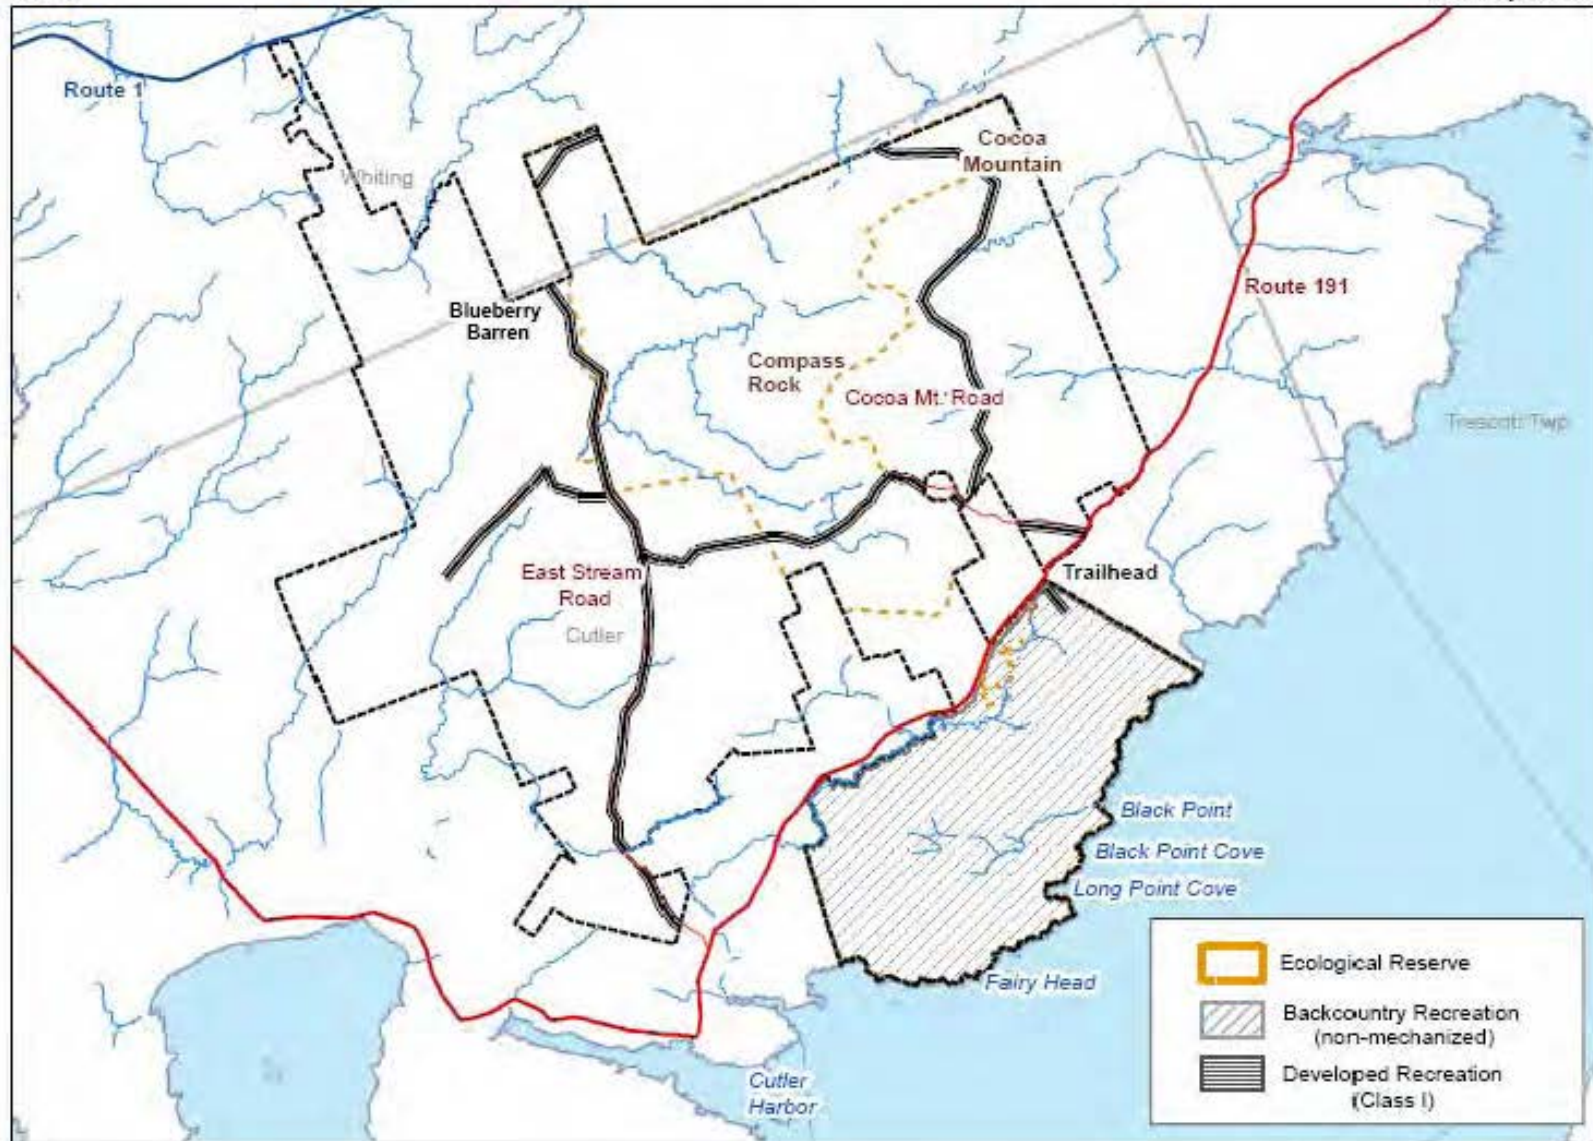 Route 1
Whiting
Cocoa
Mountain
Route 191
Blueberry
Barren
Compass
Rock
Cocoa Mt. Road
Trescott Twp
East Stream
Road
Cutler
Trailhead
Black Point
Black Point Cove
Long Point Cove
Fairy Head
Cutler
Harbor
Ecological Reserve
Backcountry Recreation
(non-mechanized)
Developed Recreation
(Class I)